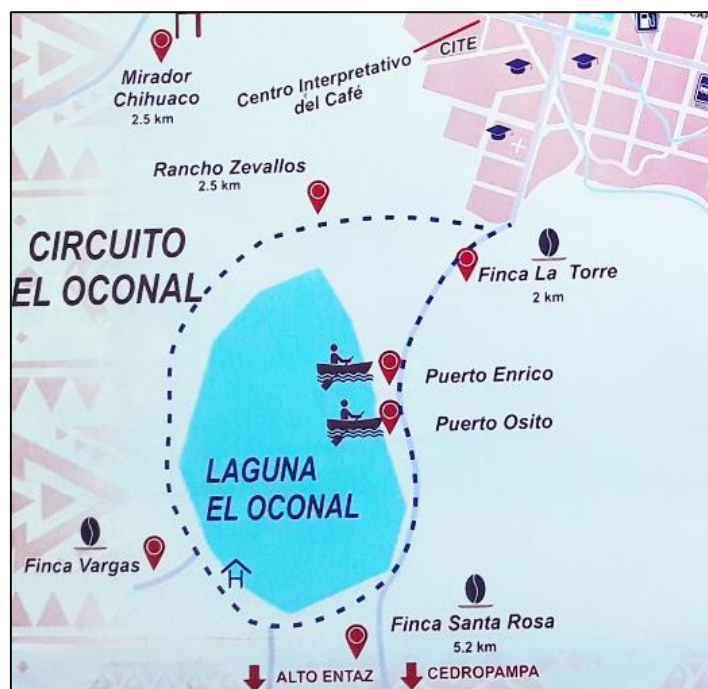 CITE
Centro Interpretativo
del Café
Mirador
Chihuaco
2.5 km
Rancho Zevallos
2.5 km
CIRCUITO
EL OCONAL
Finca La Torre
2 km
Puerto Enrico
Puerto Osito
LAGUNA
EL OCONAL
Finca Vargas
H
Finca Santa Rosa
5.2 km
ALTO ENTAZ
CEDROPAMPA